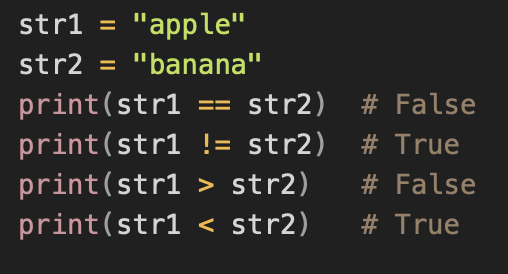 str1 = "apple"
str2 = "banana"
print(str1 == str2)  # False
print(str1 != str2)  # True
print(str1 > str2)   # False
print(str1 < str2)   # True